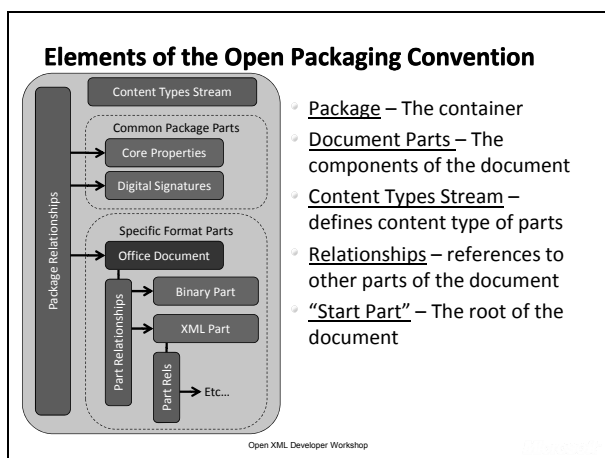 Elements of the Open Packaging Convention
Content Types Stream
Common Package Parts
Core Properties
Digital Signatures
Specific Format Parts
Office Document
Binary Part
XML Part
Etc...
Package Relationships
Part Relationships
Part Rels
Package – The container
Document Parts – The
components of the document
Content Types Stream –
defines content type of parts
Relationships – references to
other parts of the document
“Start Part” – The root of the
document
Open XML Developer Workshop